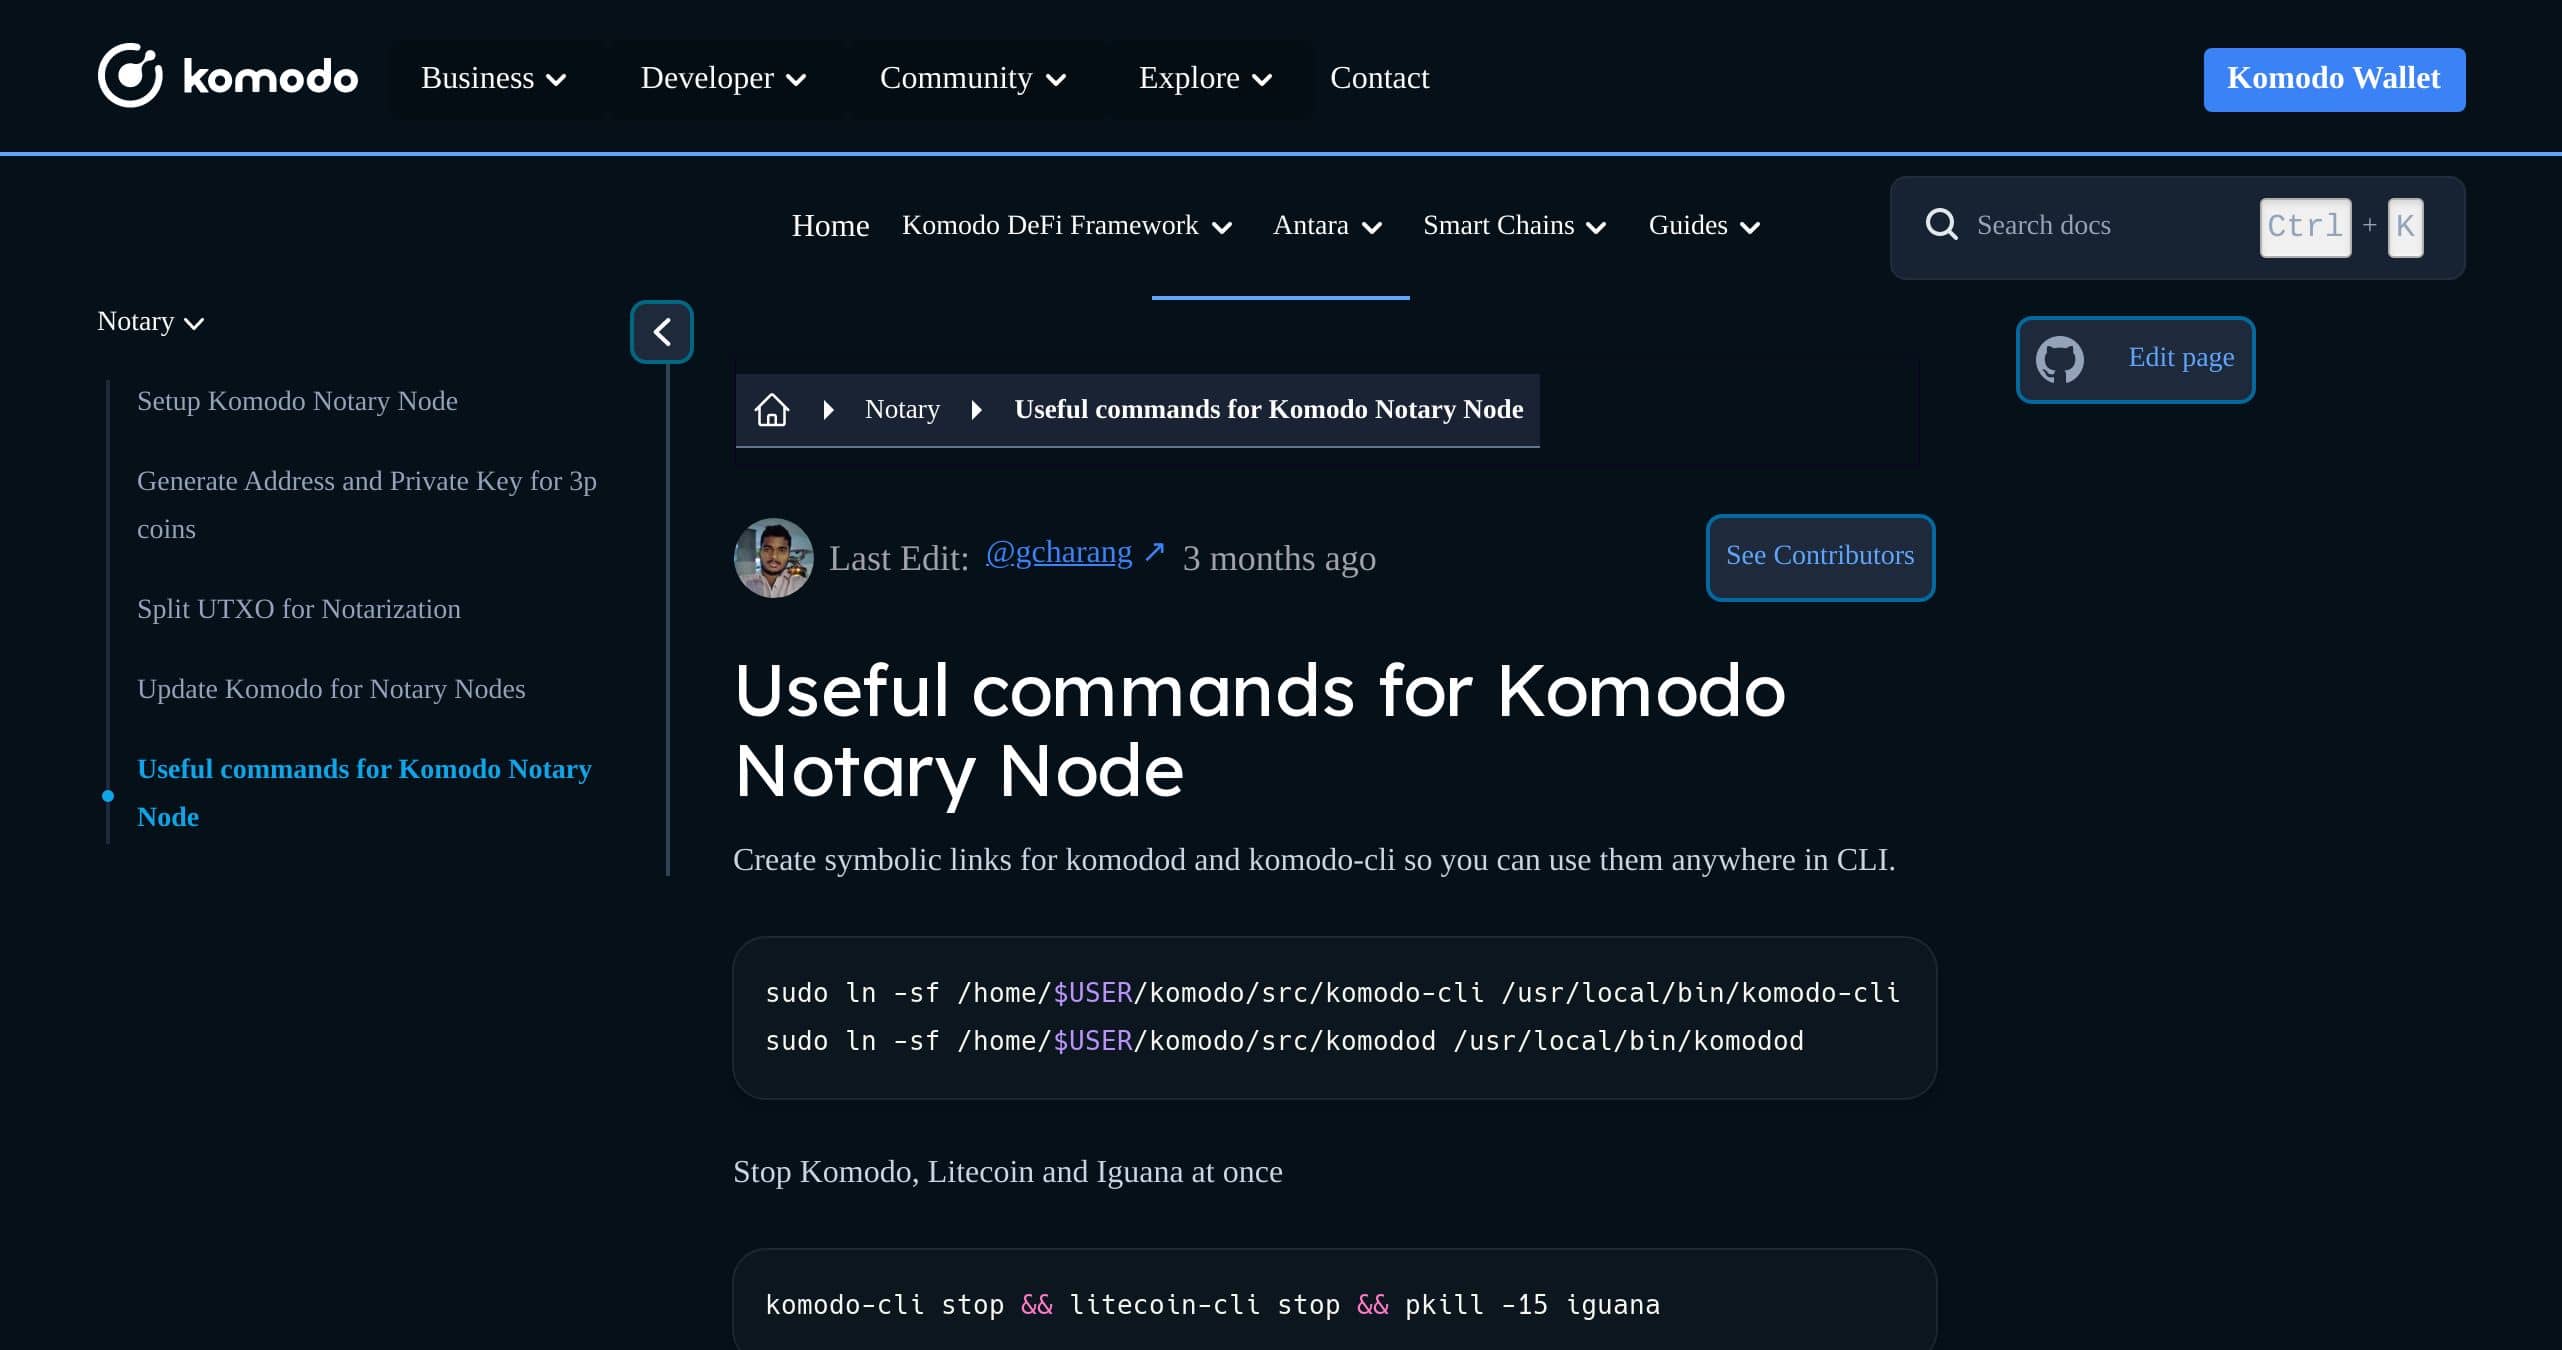 komodo Business Developer Community Explore Contact Komodo Wallet
Home Komodo DeFi Framework Antara Smart Chains Guides Search docs Ctrl + K
Notary
Edit page
Setup Komodo Notary Node
Generate Address and Private Key for 3p
coins
Split UTXO for Notarization
Update Komodo for Notary Nodes
Useful commands for Komodo Notary
Node
Notary Useful commands for Komodo Notary Node
Last Edit: @gcharang ↗ 3 months ago See Contributors
Useful commands for Komodo
Notary Node
Create symbolic links for komodod and komodo-cli so you can use them anywhere in CLI.
sudo ln -sf /home/$USER/komodo/src/komodo-cli /usr/local/bin/komodo-cli
sudo ln -sf /home/$USER/komodo/src/komodod /usr/local/bin/komodod
Stop Komodo, Litecoin and Iguana at once
komodo-cli stop && litecoin-cli stop && pkill -15 iguana